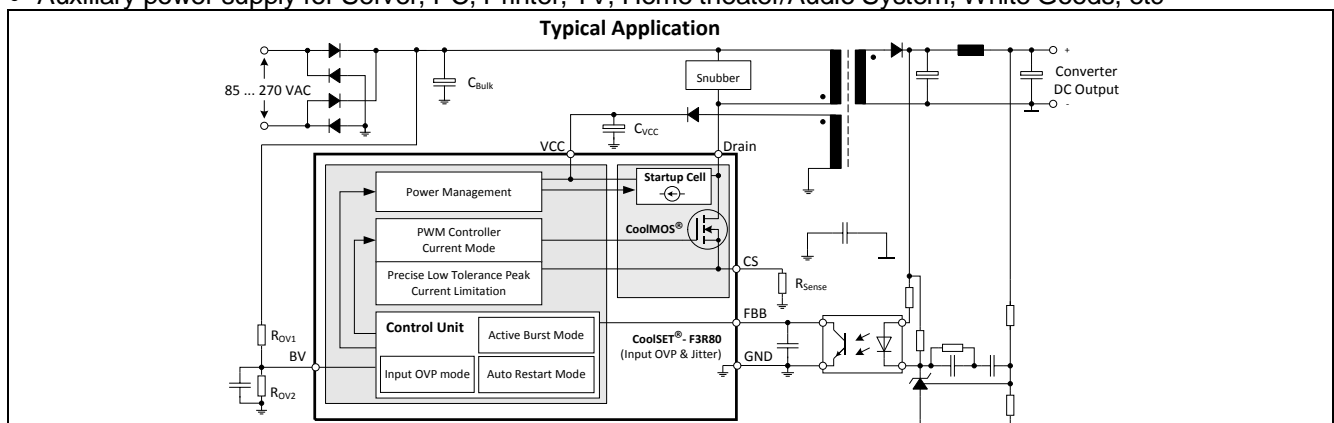 • Auxiliary power supply for Server, PC, Printer, TV, Home theater/Audio System, White Goods, etc
Typical Application
+
Snubber
Converter
DC Output
-
85 ... 270 VAC
CBulk
CVCC
VCC
Drain
Startup Cell
Power Management
CoolMOS®
PWM Controller
Current Mode
CS
Precise Low Tolerance Peak
Current Limitation
RSense
FBB
Control Unit
Active Burst Mode
CoolSET®- F3R80
(Input OVP & Jitter)
ROV1
BV
GND
Input OVP mode
Auto Restart Mode
ROV2